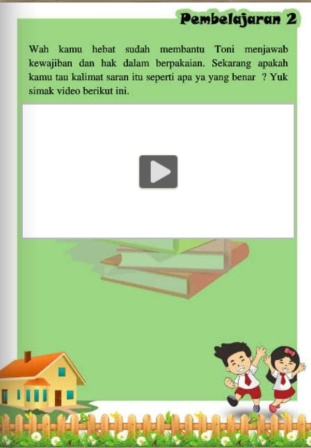 Pembelajaran 2
Wah kamu hebat sudah membantu Toni menjawab
kewajiban dan hak dalam berpakaian. Sekarang apakah
kamu tau kalimat saran itu seperti apa ya yang benar ? Yuk
simak video berikut ini.